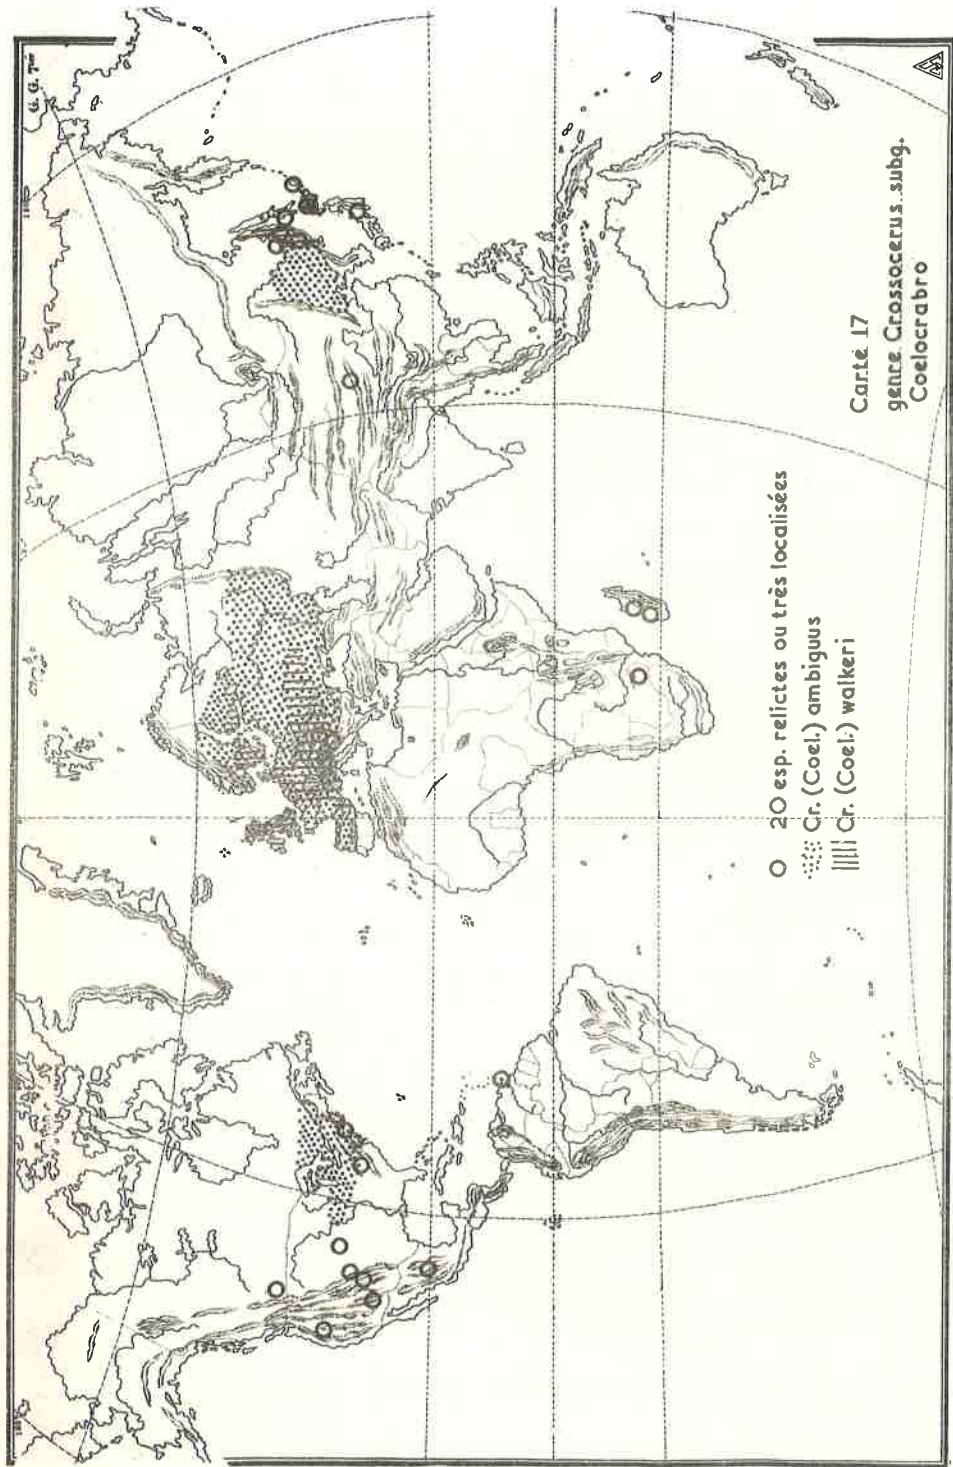 Carte 17
genre Crossocerus subg.
Coelocrabro
20 esp. relictes ou très localisées
Cr. (Coel.) ambiguus
Cr. (Coel.) walkeri